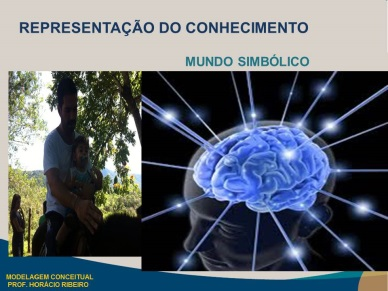 REPRESENTAÇÃO DO CONHECIMENTO
MUNDO SIMBÓLICO
MODELAGEM CONCEITUAL
PROF. HORÁCIO RIBEIRO